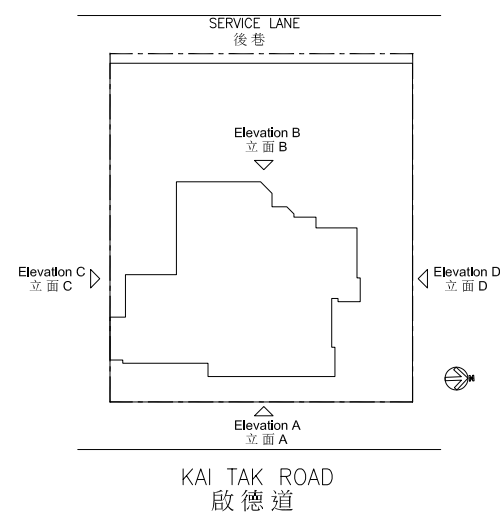 SERVICE LANE
後巷
Elevation B
立面B
Elevation C
立面C
Elevation D
立面D
N
Elevation A
立面A
KAI TAK ROAD
啟德道